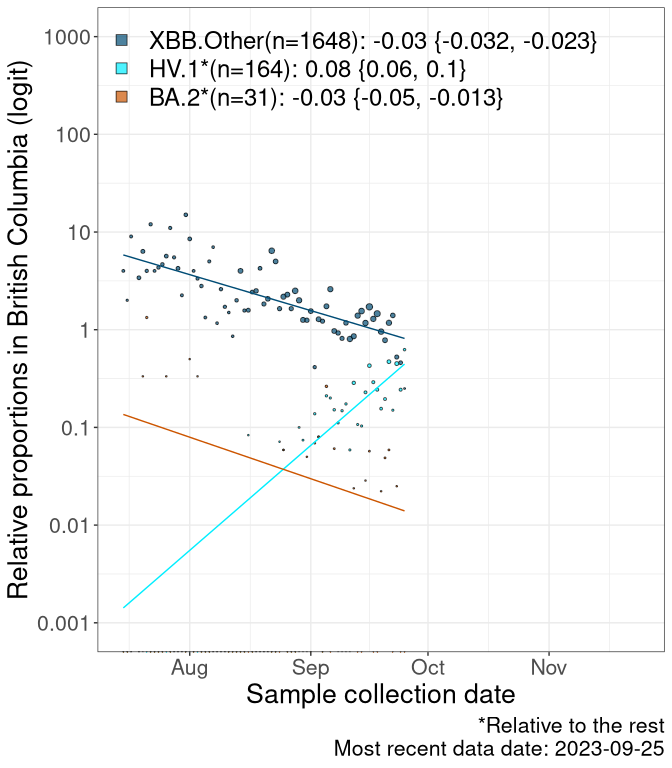 XBB.Other(n=1648): -0.03 {-0.032, -0.023}
HV.1*(n=164): 0.08 {0.06, 0.1}
BA.2*(n=31): -0.03 {-0.05, -0.013}
Relative proportions in British Columbia (logit)
1000
100
10
1
0.1
0.01
0.001
Aug Sep Oct Nov
Sample collection date
*Relative to the rest
Most recent data date: 2023-09-25